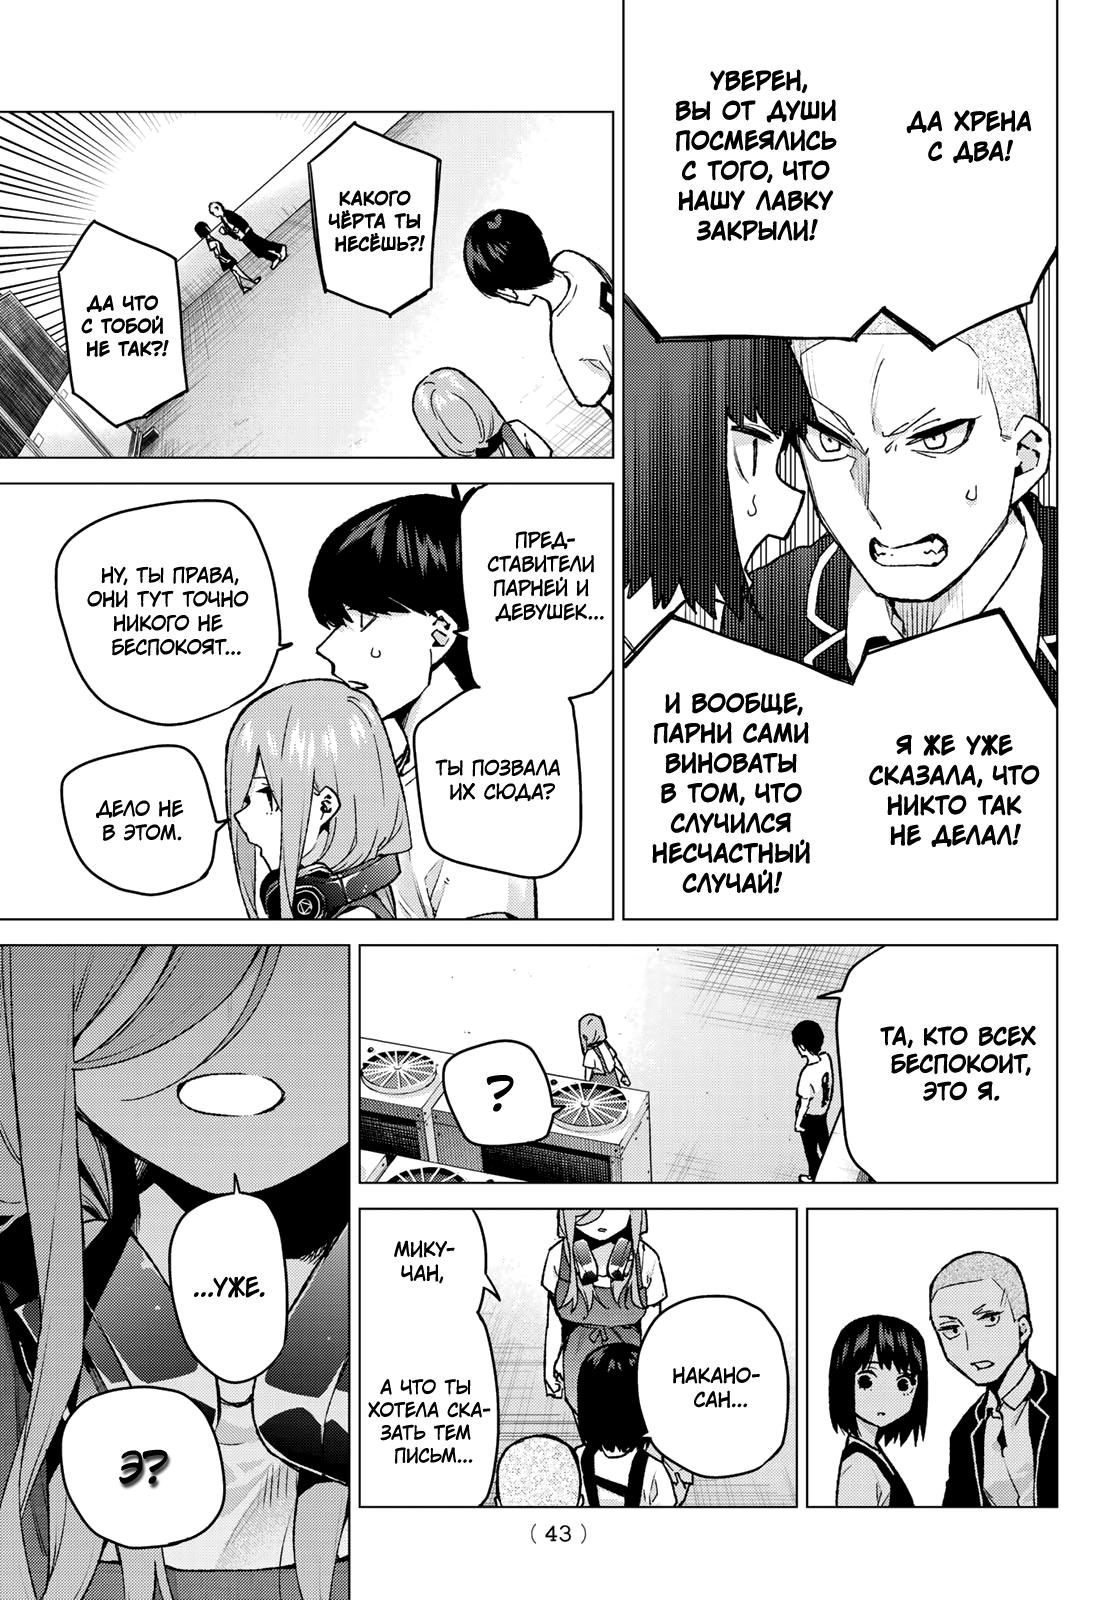 ДА ХРЕНА
С ДВА!
УВЕРЕН,
ВЫ ОТ ДУШИ
ПОСМЕЯЛИСЬ
С ТОГО, ЧТО
НАШУ ЛАВКУ
ЗАКРЫЛИ!
Я ЖЕ УЖЕ
СКАЗАЛА, ЧТО
НИКТО ТАК
НЕ ДЕЛАЛ!
И ВООБЩЕ,
ПАРНИ САМИ
ВИНОВАТЫ
В ТОМ, ЧТО
СЛУЧИЛСЯ
НЕСЧАСТНЫЙ
СЛУЧАЙ!
КАКОГО
ЧЁРТА ТЫ
НЕСЁШЬ?!
ДА ЧТО
С ТОБОЙ
НЕ ТАК?!
ПРЕД-
СТАВИТЕЛИ
ПАРНЕЙ И
ДЕВУШЕК...
ТЫ ПОЗВАЛА
ИХ СЮДА?
НУ, ТЫ ПРАВА,
ОНИ ТУТ ТОЧНО
НИКОГО НЕ
БЕСПОКОЯТ...
ДЕЛО НЕ
В ЭТОМ.
ТА, КТО ВСЕХ
БЕСПОКОИТ,
ЭТО Я.
?
НАКАНО-
САН...
МИКУ-
ЧАН,
А ЧТО ТЫ
ХОТЕЛА СКА-
ЗАТЬ ТЕМ
ПИСЬМ...
...УЖЕ.
Э?
( 43 )